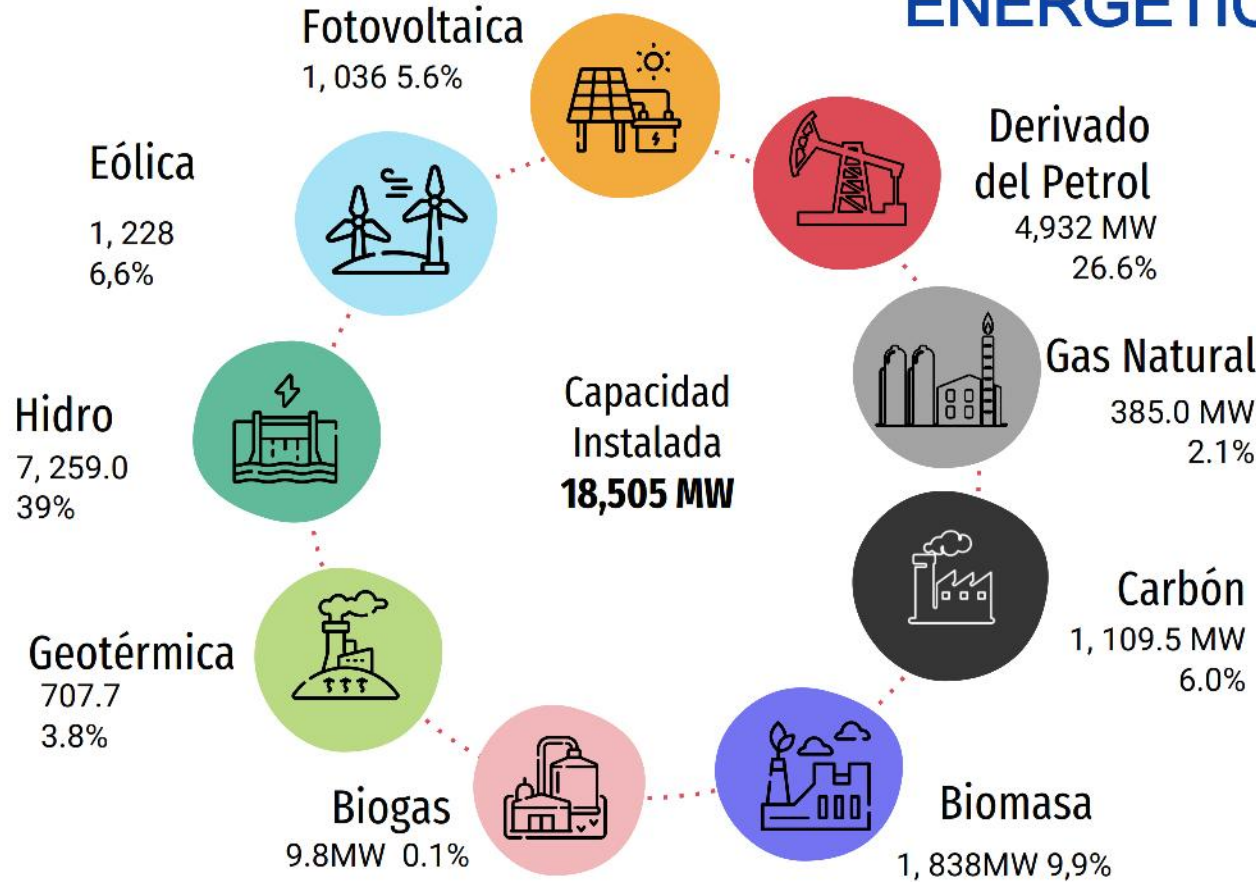 ENERGÉTIC
Fotovoltaica
1, 036 5.6%
Derivado
del Petrol
4,932 MW
26.6%
Eólica
1, 228
6,6%
Gas Natural
385.0 MW
2.1%
Capacidad
Instalada
18,505 MW
Hidro
7, 259.0
39%
Carbón
1, 109.5 MW
6.0%
Geotérmica
707.7
3.8%
Biogas
9.8MW 0.1%
Biomasa
1, 838MW 9,9%